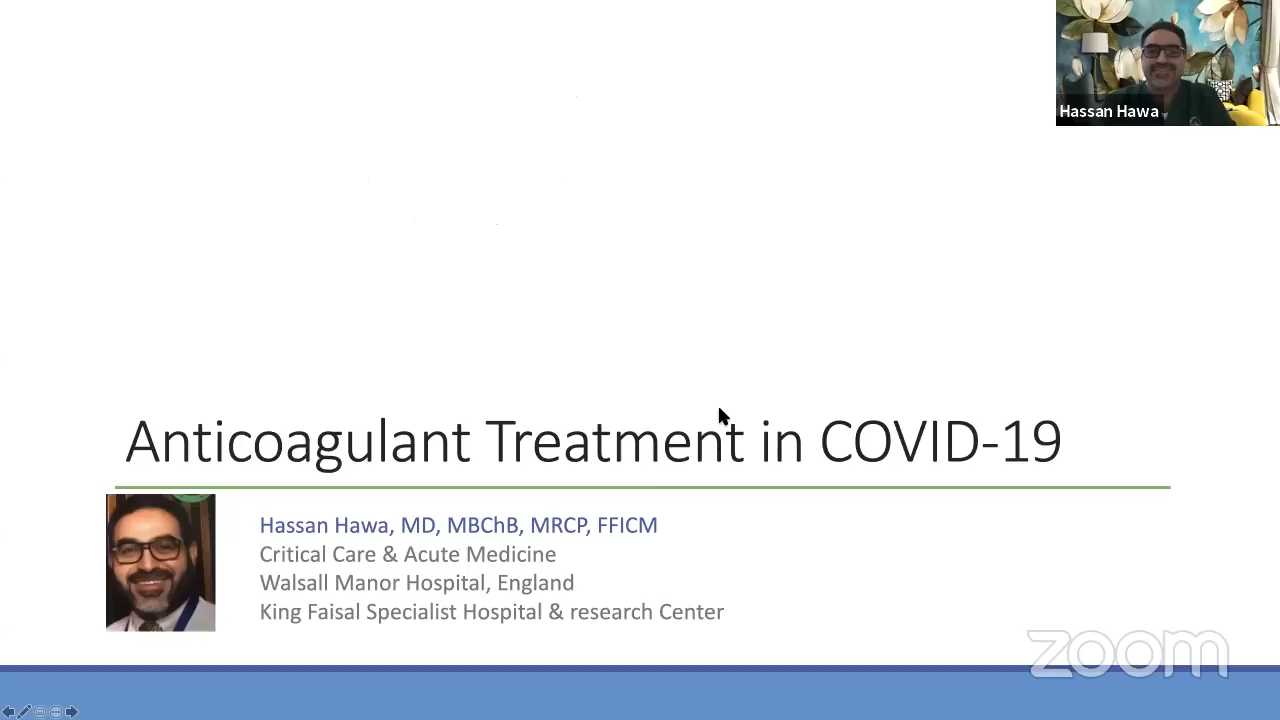 Hassan Hawa
Anticoagulant Treatment in COVID-19
Hassan Hawa, MD, MBChB, MRCP, FFICM
Critical Care & Acute Medicine
Walsall Manor Hospital, England
King Faisal Specialist Hospital & research Center
zoom